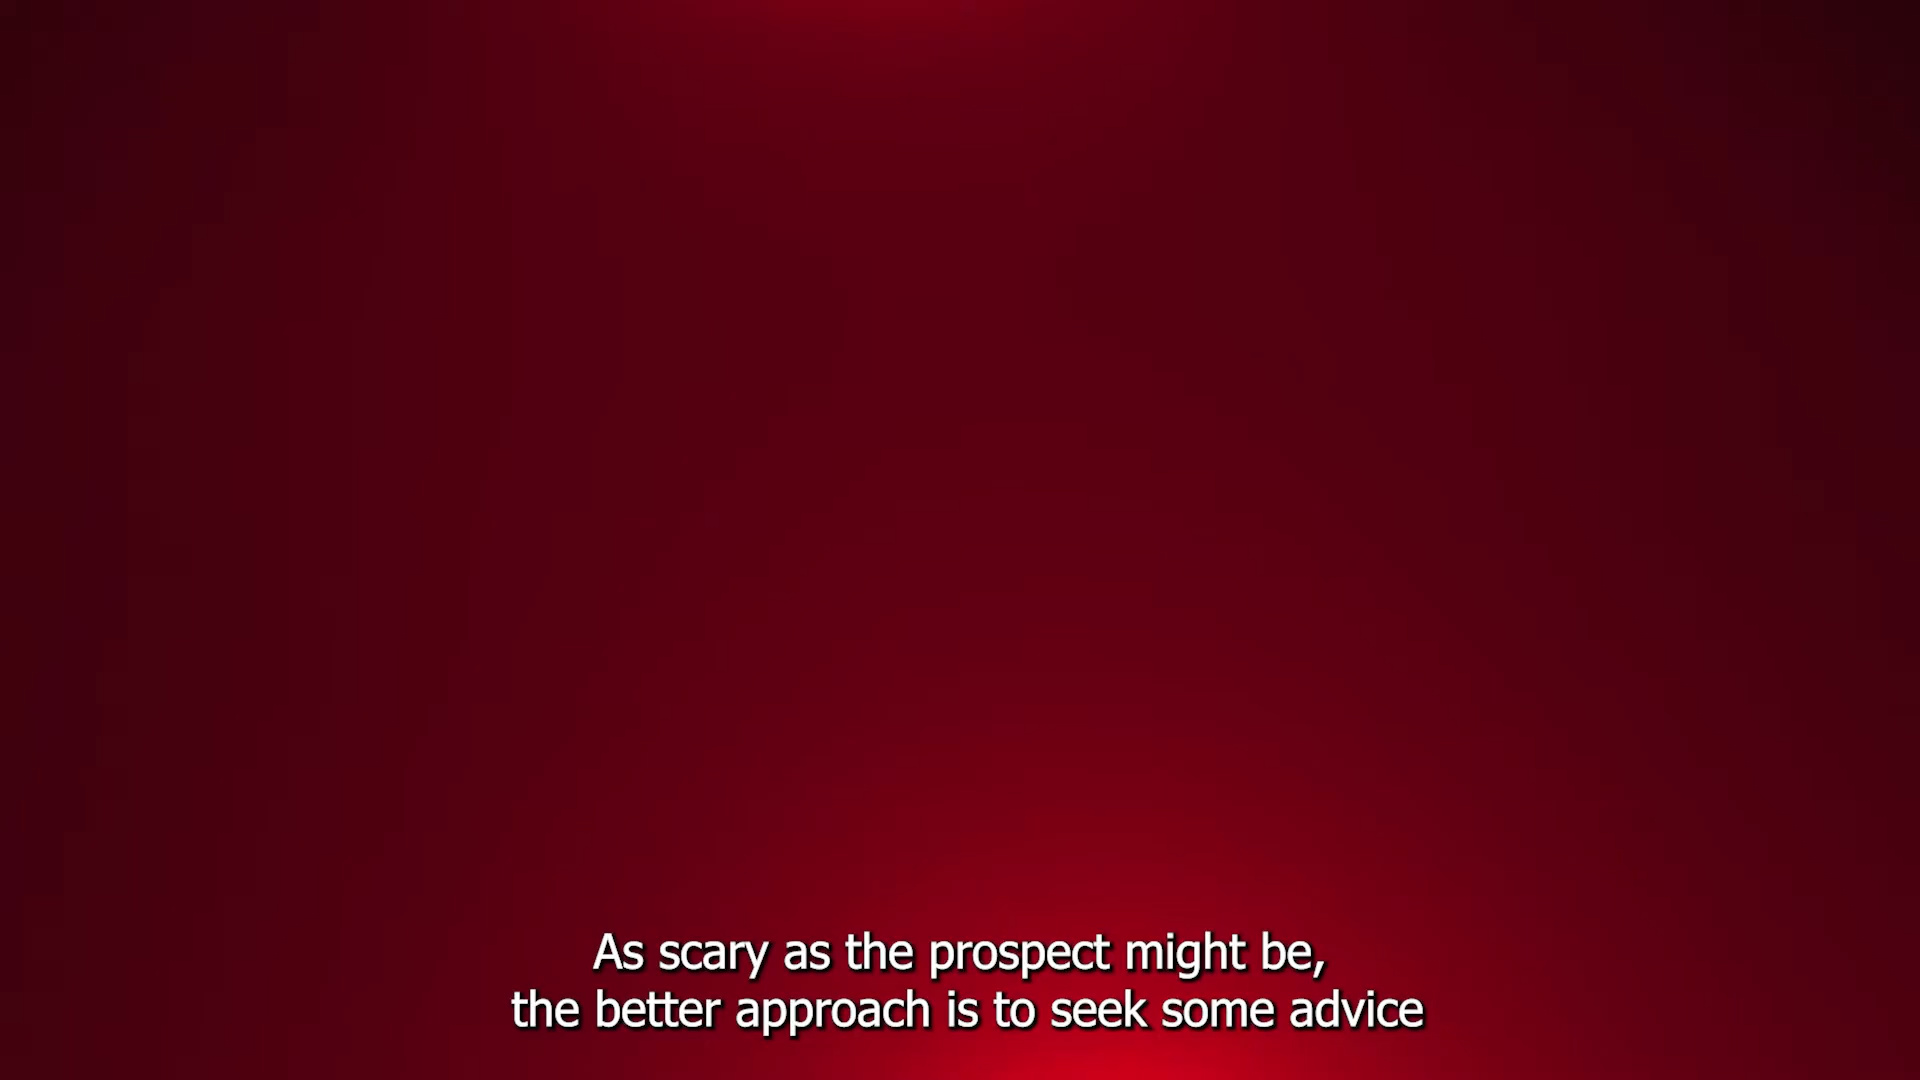 As scary as the prospect might be,
the better approach is to seek some advice